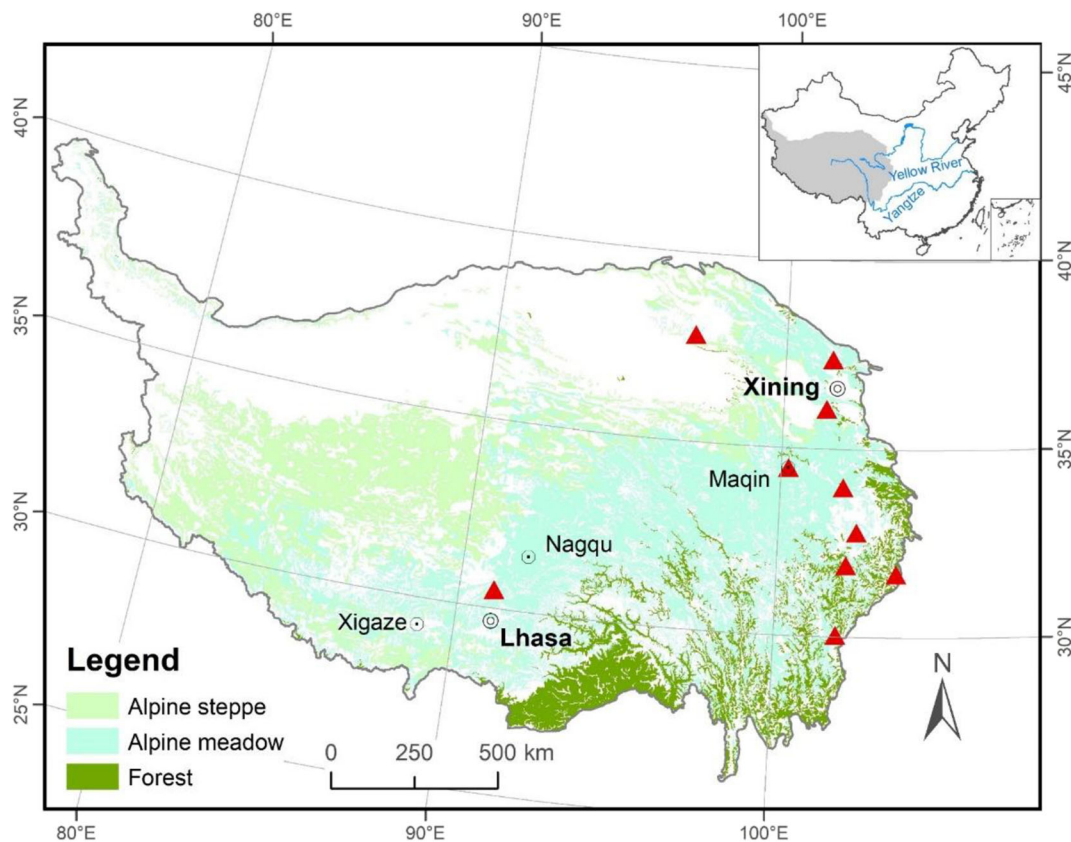 80°E
90°E
100°E
45°N
40°N
Yellow River
Yangtze
40°N
35°N
Xining
35°N
Maqin
30°N
Nagqu
Xigaze
Lhasa
30°N
Legend
N
25°N
Alpine steppe
Alpine meadow
0 250 500 km
Forest
80°E
90°E
100°E